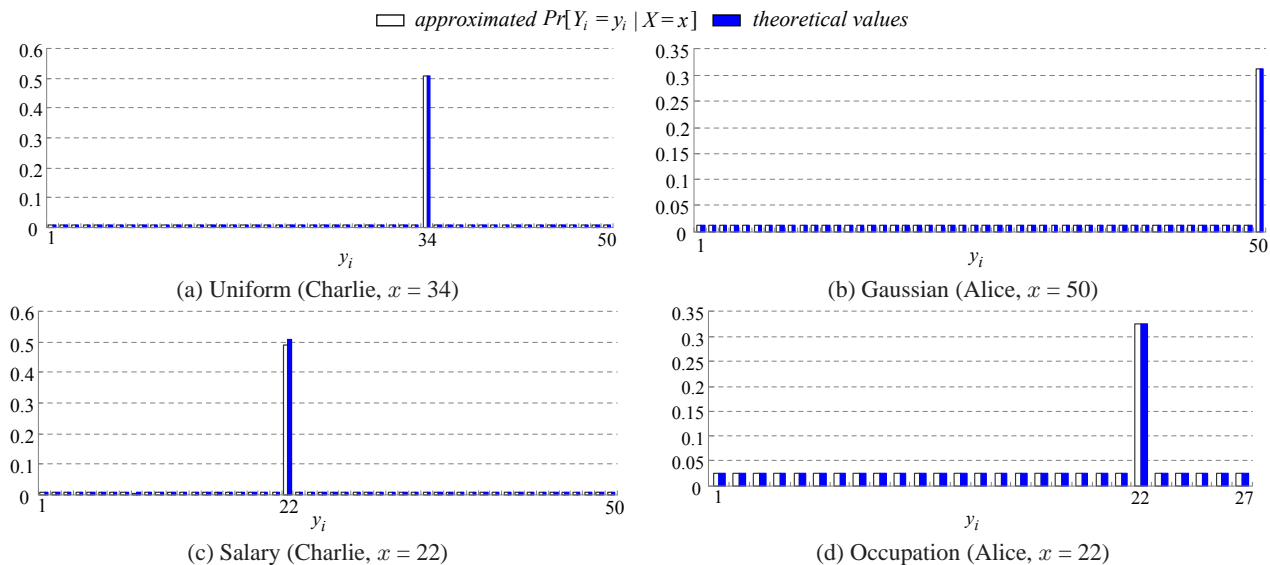 approximated Pr[Y_i = y_i | X = x] theoretical values
0.6
0.5
0.4
0.3
0.2
0.1
0
1 34 50
y_i
(a) Uniform (Charlie, x = 34)
0.35
0.3
0.25
0.2
0.15
0.1
0.05
0
1 50
y_i
(b) Gaussian (Alice, x = 50)
0.6
0.5
0.4
0.3
0.2
0.1
0
1 22 50
y_i
(c) Salary (Charlie, x = 22)
0.35
0.3
0.25
0.2
0.15
0.1
0.05
0
1 22 27
y_i
(d) Occupation (Alice, x = 22)